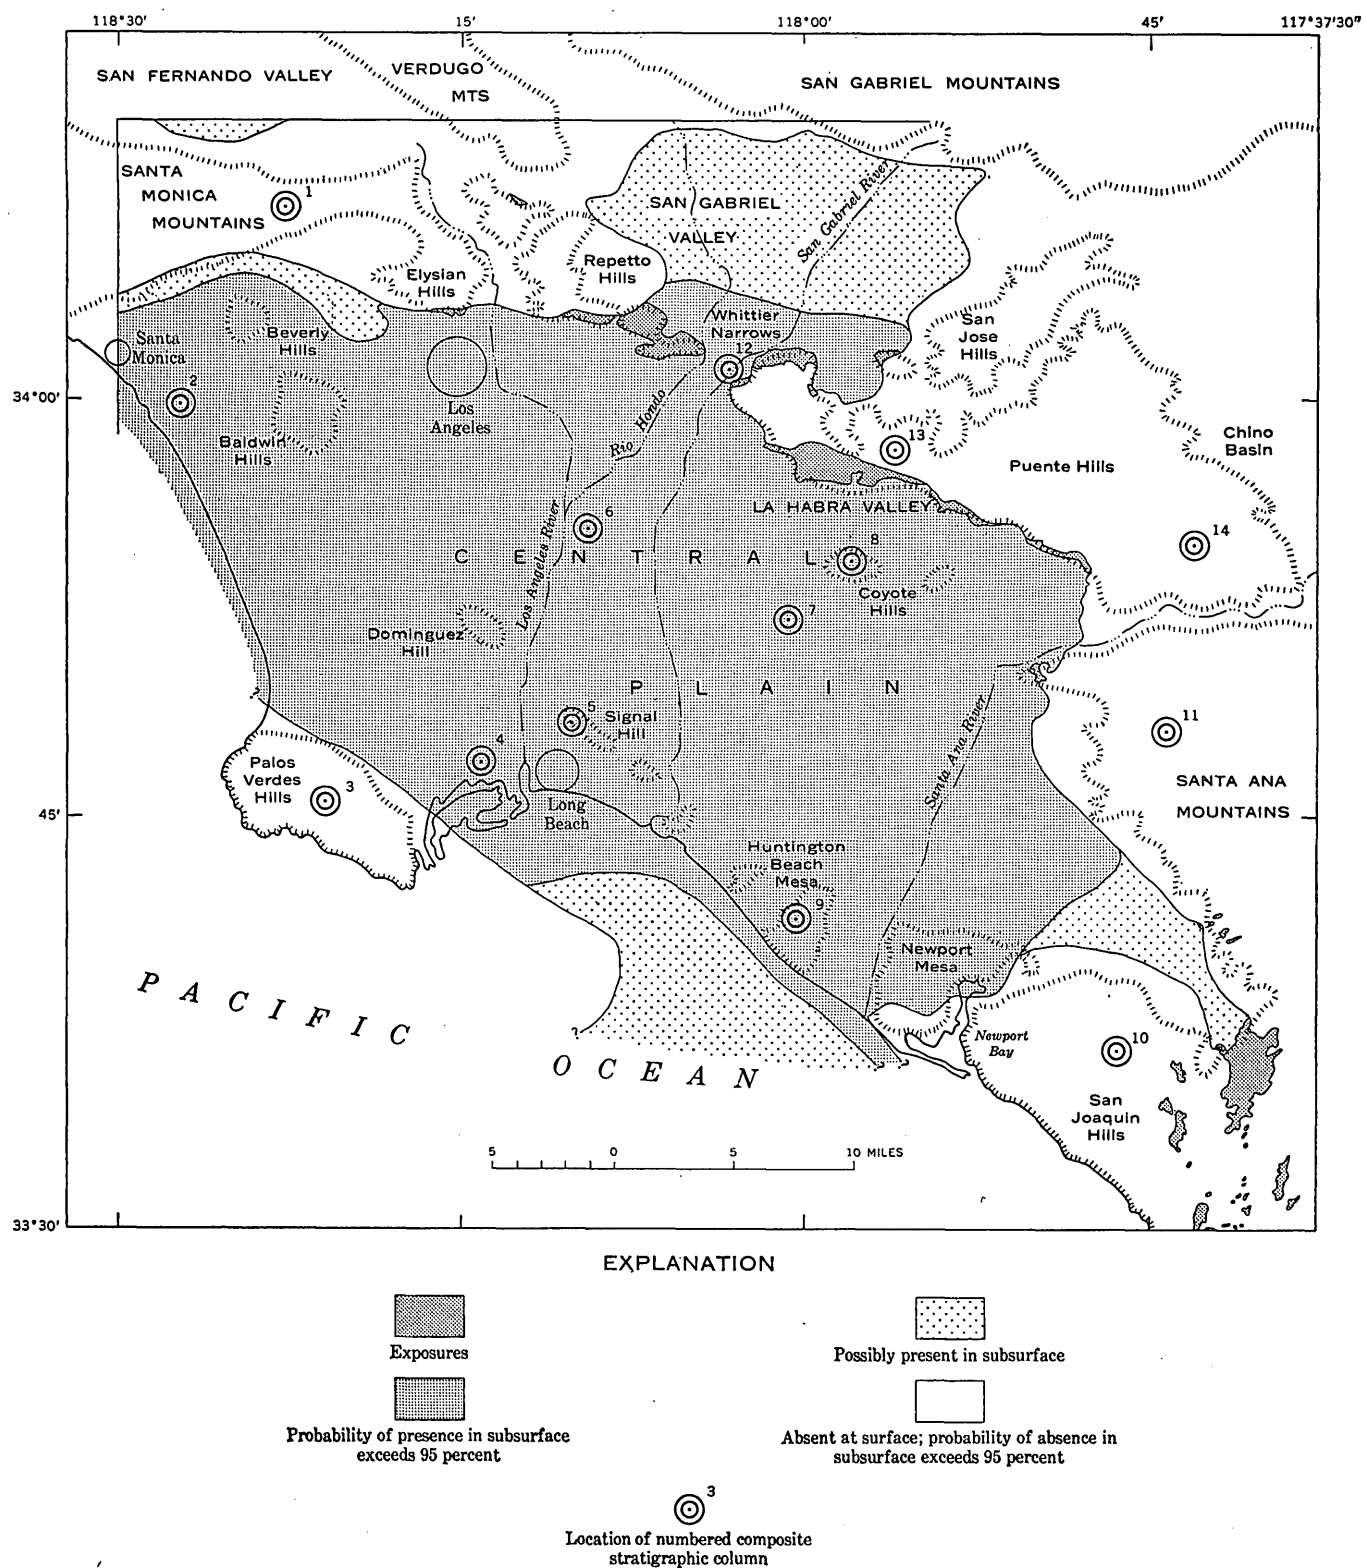 118°30′
15′
118°00′
45′
117°37′30″
SAN FERNANDO VALLEY
VERDUGO
MTS
SAN GABRIEL MOUNTAINS
SANTA
MONICA
MOUNTAINS
1
SAN GABRIEL
VALLEY
San Gabriel River
Elysian
Hills
Repetto
Hills
Santa
Monica
Beverly
Hills
Whittier
Narrows
12
San
Jose
Hills
2
34°00′
Los
Angeles
Baldwin
Hills
Rio Hondo
13
Puente Hills
Chino
Basin
LA HABRA VALLEY
6
Los Angeles River
8
14
CENTRAL
Coyote
Hills
7
Dominguez
Hill
PLAIN
?
5
Signal
Hill
Santa Ana River
11
4
Palos
Verdes
Hills
3
SANTA ANA
MOUNTAINS
45′
Long
Beach
Huntington
Beach
Mesa
9
Newport
Mesa
PACIFIC
OCEAN
?
?
?
Newport
Bay
10
San
Joaquin
Hills
5 0 5 10 MILES
33°30′
EXPLANATION
Exposures
Possibly present in subsurface
Probability of presence in subsurface
exceeds 95 percent
Absent at surface; probability of absence in
subsurface exceeds 95 percent
3
Location of numbered composite
stratigraphic column